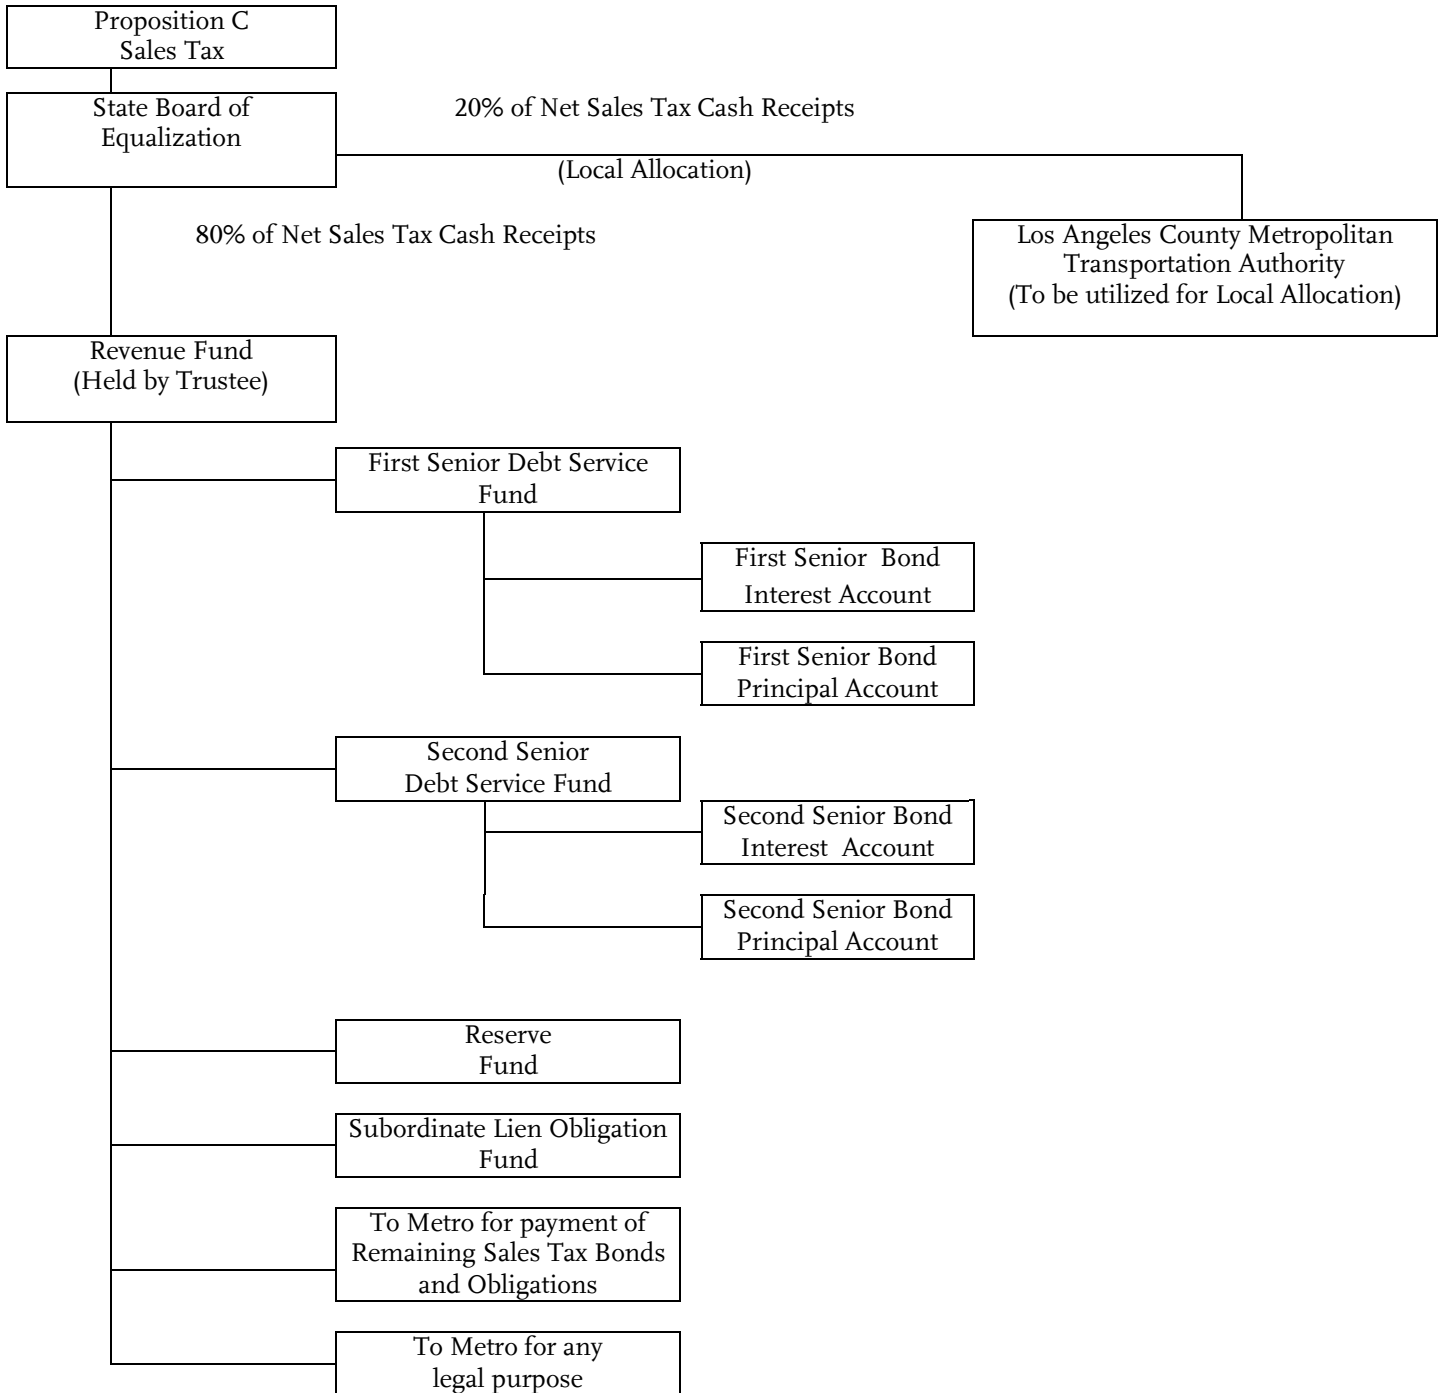 Proposition C
Sales Tax
State Board of
Equalization
20% of Net Sales Tax Cash Receipts
(Local Allocation)
80% of Net Sales Tax Cash Receipts
Los Angeles County Metropolitan
Transportation Authority
(To be utilized for Local Allocation)
Revenue Fund
(Held by Trustee)
First Senior Debt Service
Fund
First Senior Bond
Interest Account
First Senior Bond
Principal Account
Second Senior
Debt Service Fund
Second Senior Bond
Interest Account
Second Senior Bond
Principal Account
Reserve
Fund
Subordinate Lien Obligation
Fund
To Metro for payment of
Remaining Sales Tax Bonds
and Obligations
To Metro for any
legal purpose